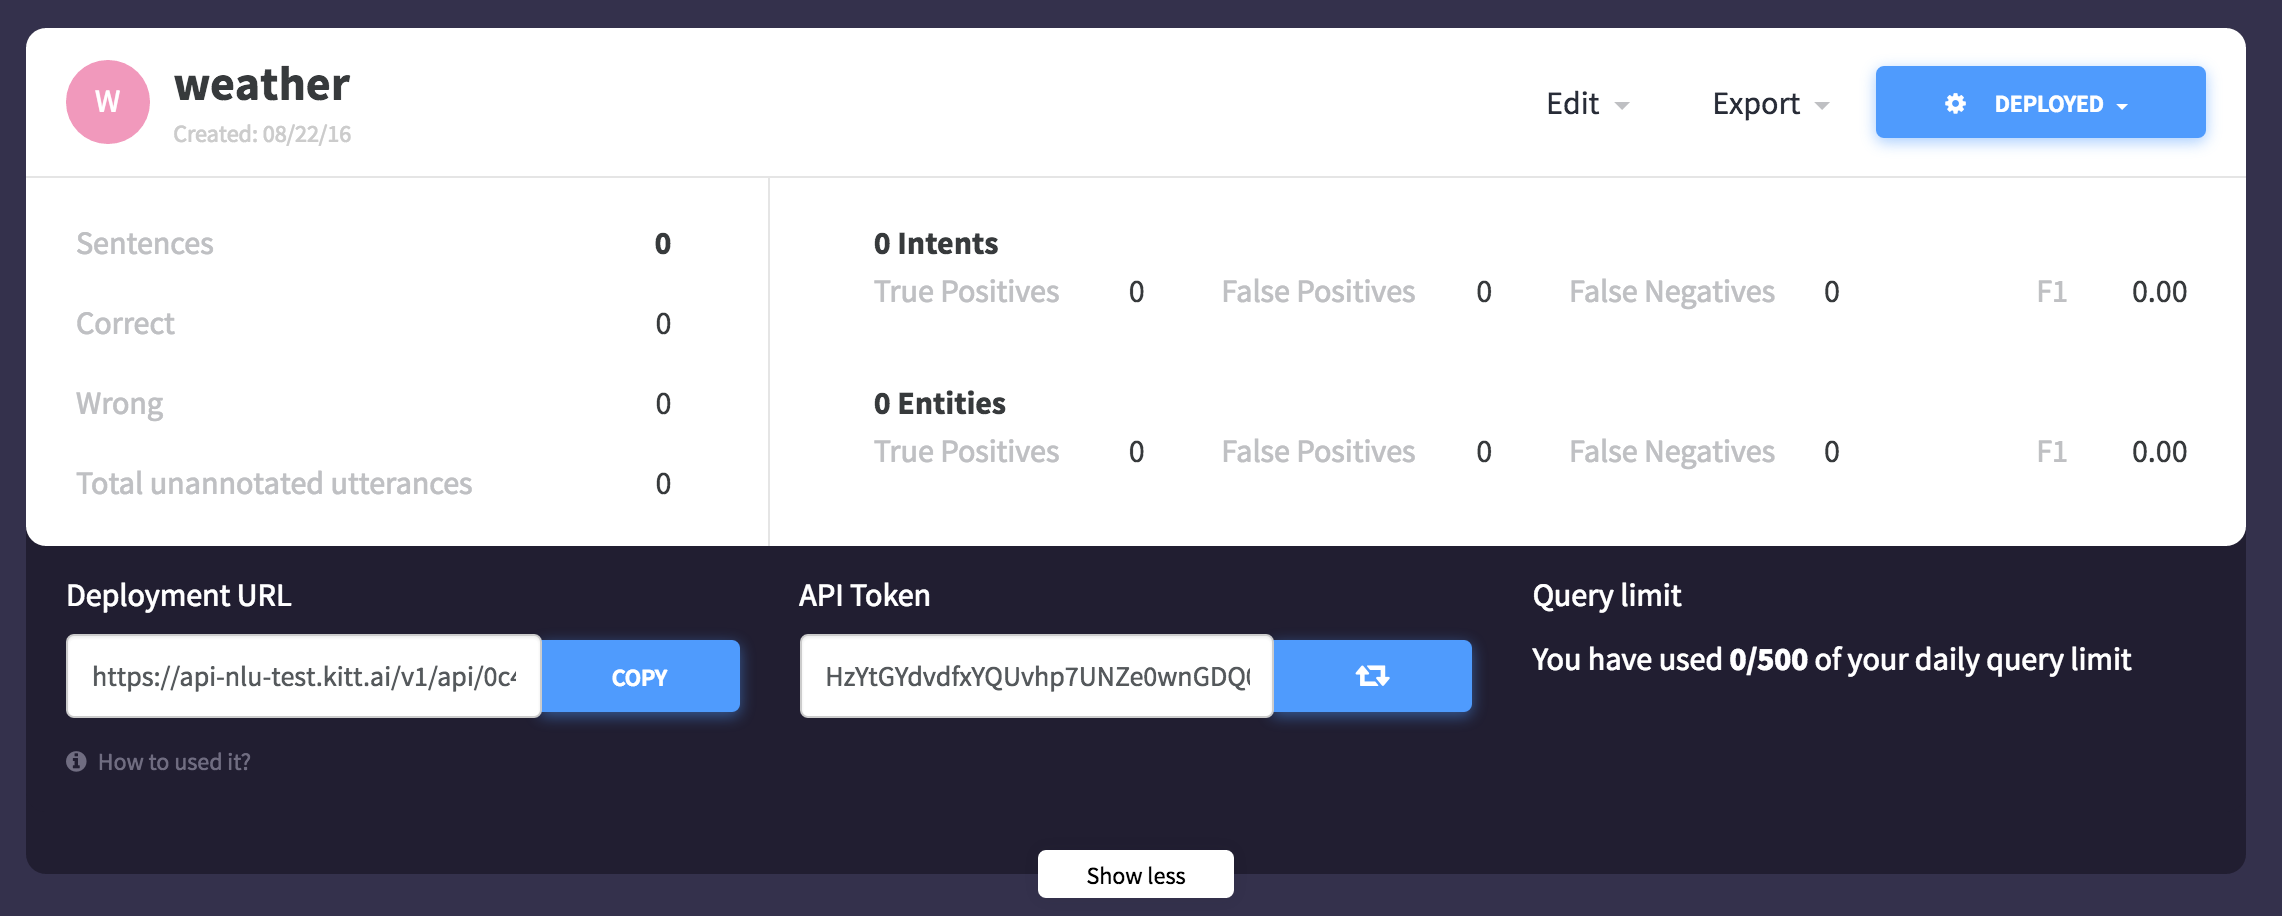 W
weather
Created: 08/22/16
Edit
Export
DEPLOYED
Sentences 0
Correct 0
Wrong 0
Total unannotated utterances 0
0 Intents
True Positives 0 False Positives 0 False Negatives 0 F1 0.00
0 Entities
True Positives 0 False Positives 0 False Negatives 0 F1 0.00
Deployment URL
https://api-nlu-test.kitt.ai/v1/api/0c4
COPY
How to used it?
API Token
HzYtGYdvdfxYQUvhp7UNZe0wnGDQ
Query limit
You have used 0/500 of your daily query limit
Show less